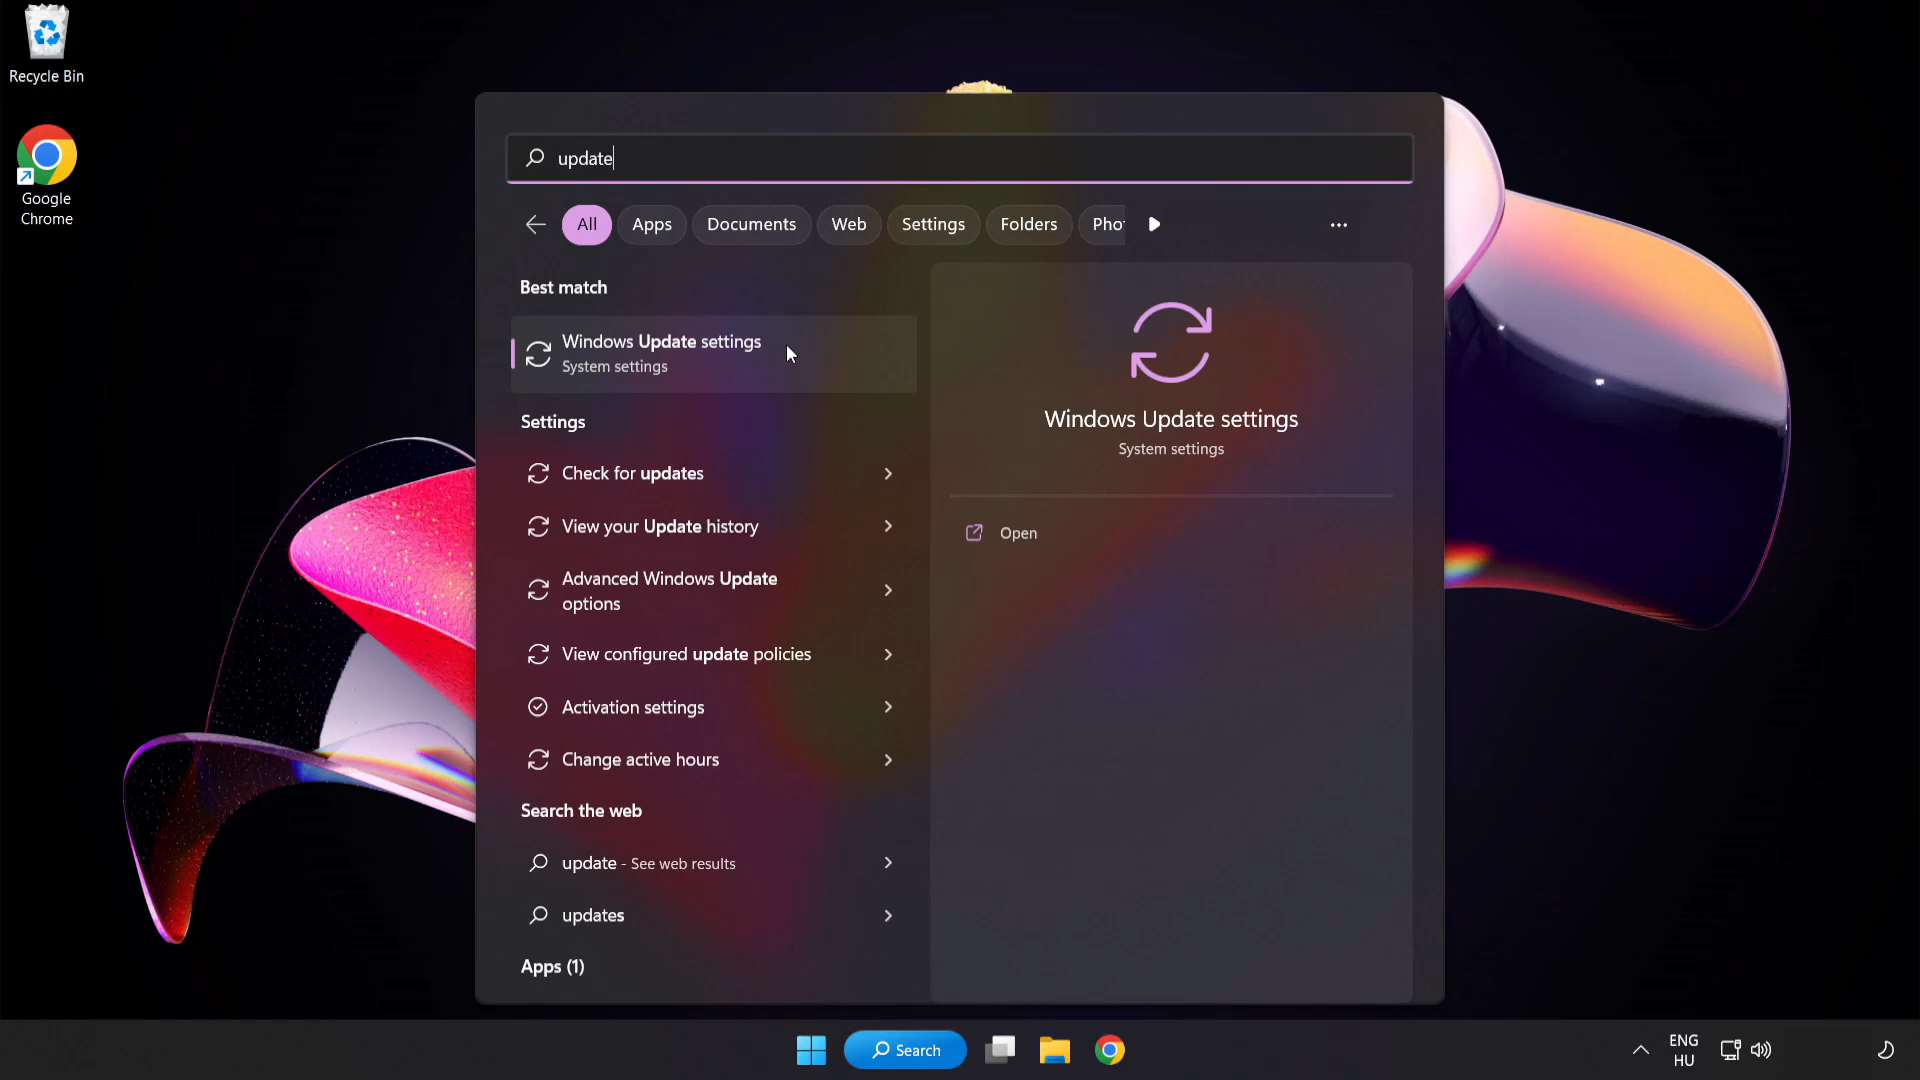 Recycle Bin
Google
Chrome
update
All
Apps
Documents
Web
Settings
Folders
Pho
Best match
Windows Update settings
System settings
Settings
Check for updates
View your Update history
Advanced Windows Update
options
View configured update policies
Activation settings
Change active hours
Search the web
update - See web results
updates
Apps (1)
Windows Update settings
System settings
Open
Search
ENG
HU